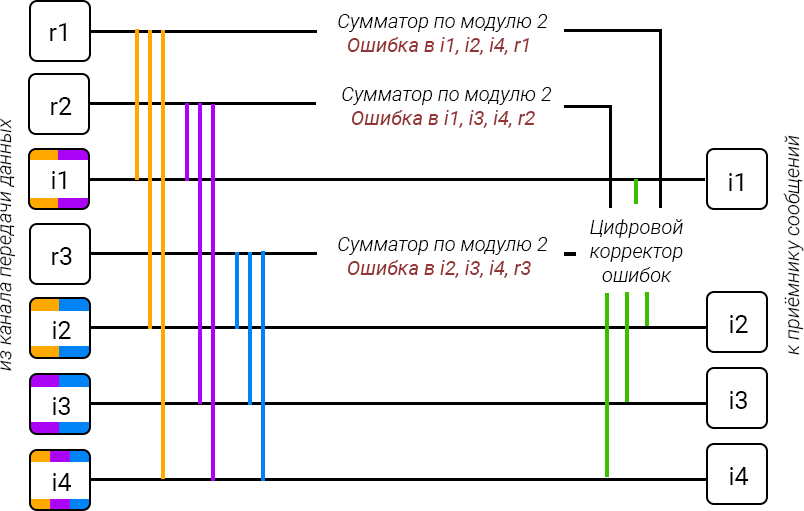 из канала передачи данных
r1
Сумматор по модулю 2
Ошибка в i1, i2, i4, r1
r2
Сумматор по модулю 2
Ошибка в i1, i3, i4, r2
i1
i1
r3
Сумматор по модулю 2
Ошибка в i2, i3, i4, r3
Цифровой
корректор
ошибок
i2
i2
i3
i3
i4
i4
к приёмнику сообщений